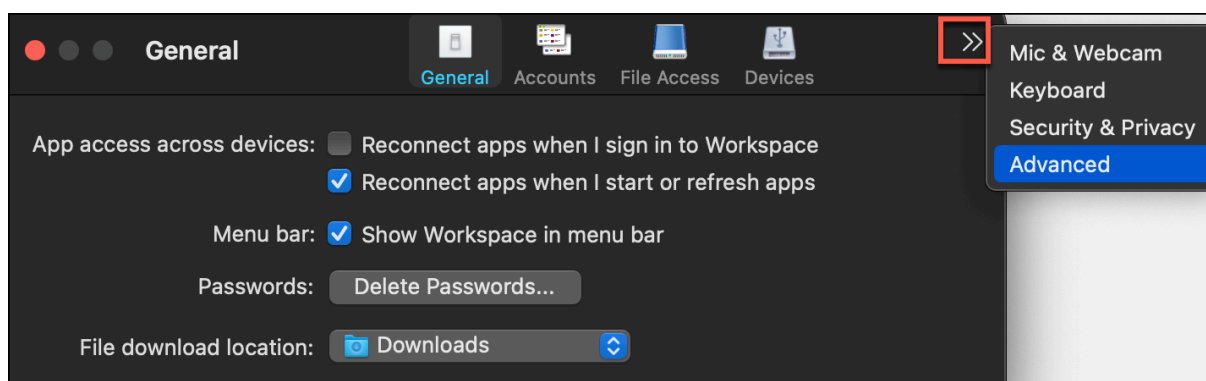 General
General Accounts File Access Devices
Mic & Webcam
Keyboard
Security & Privacy
Advanced
App access across devices: Reconnect apps when I sign in to Workspace
Reconnect apps when I start or refresh apps
Menu bar: Show Workspace in menu bar
Passwords: Delete Passwords...
File download location: Downloads